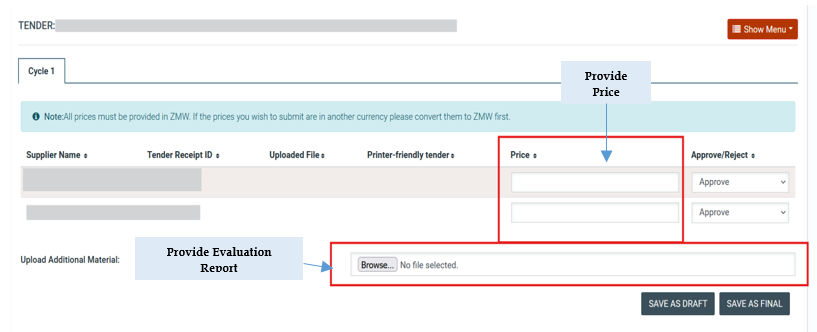 TENDER:
Show Menu
Cycle 1
Provide
Price
Note:All prices must be provided in ZMW. If the prices you wish to submit are in another currency please convert them to ZMW first.
Supplier Name Tender Receipt ID Uploaded File Printer-friendly tender Price Approve/Reject
Approve
Approve
Upload Additional Material:
Provide Evaluation
Report
Browse... No file selected.
SAVE AS DRAFT SAVE AS FINAL